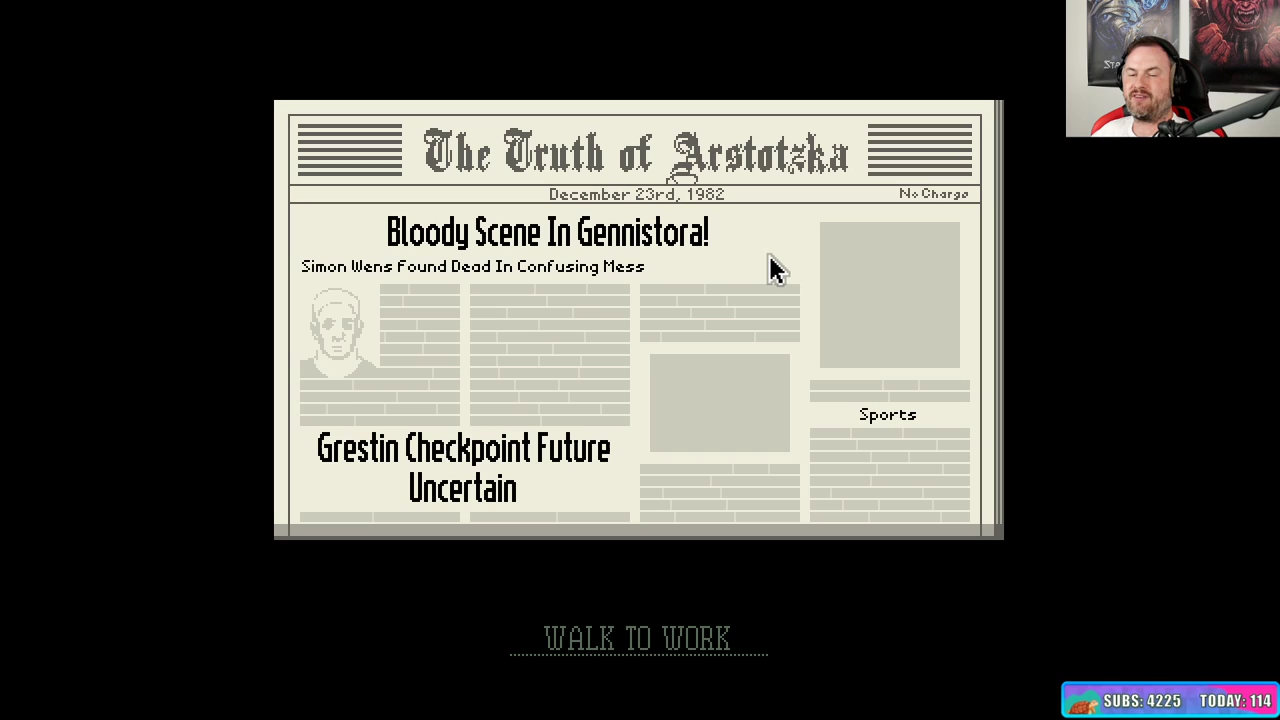 The Truth of Arstotzka
December 23rd, 1982
No Charge
Bloody Scene In Gennistora!
Simon Wens Found Dead In Confusing Mess
Sports
Grestin Checkpoint Future
Uncertain
WALK TO WORK
SUBS: 4225 TODAY: 114